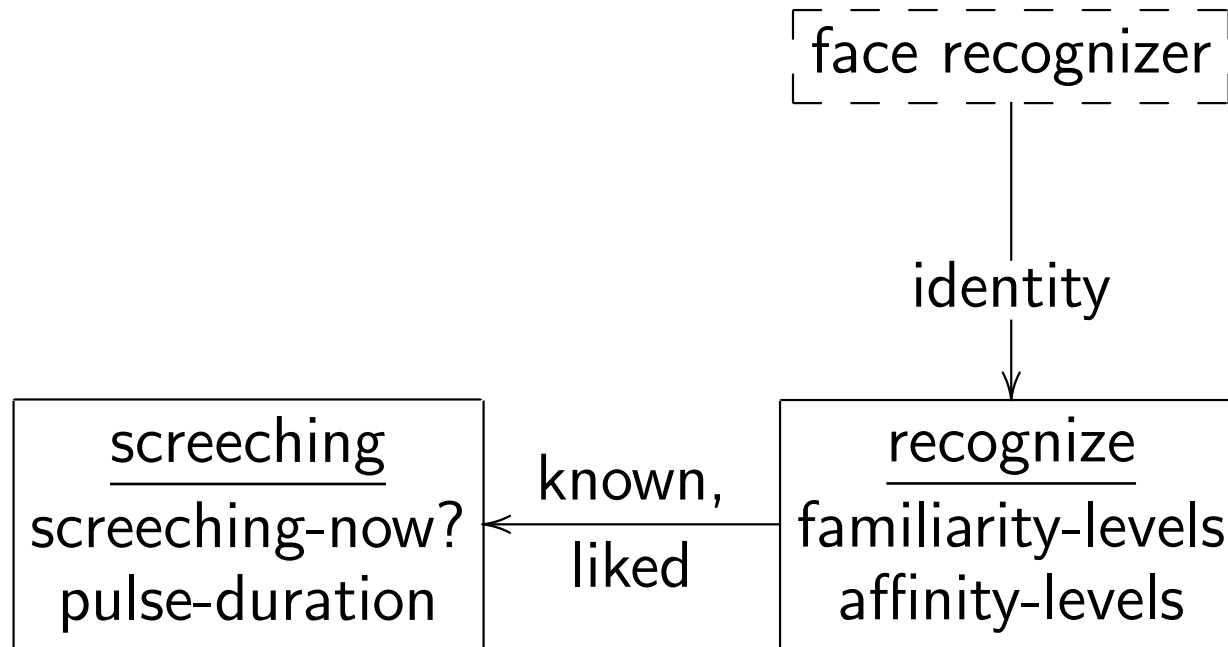 face recognizer
identity
screeching
screeching-now?
pulse-duration
known,
liked
recognize
familiarity-levels
affinity-levels